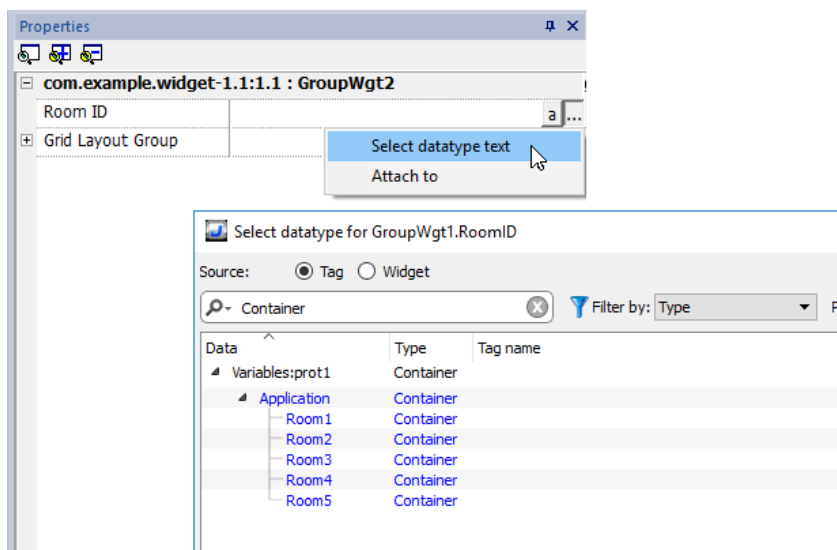 Properties
com.example.widget-1.1:1.1 : GroupWgt2
Room ID
a ...
Grid Layout Group
Select datatype text
Attach to
Select datatype for GroupWgt1.RoomID
Source: Tag Widget
Container Filter by: Type
Data Type Tag name
Variables:prot1 Container
Application Container
Room1 Container
Room2 Container
Room3 Container
Room4 Container
Room5 Container